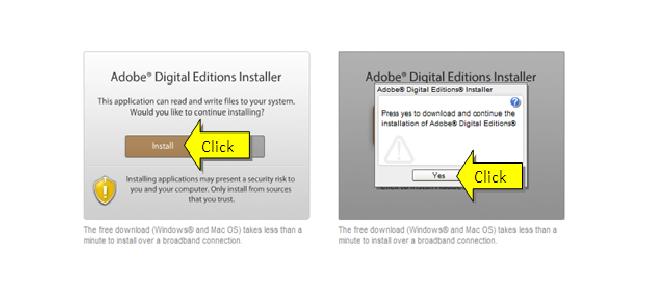 Adobe® Digital Editions Installer
This application can read and write files to your system.
Would you like to continue installing?
Install
Click
Installing applications may present a security risk to
you and your computer. Only install from sources
that you trust.
The free download (Windows® and Mac OS) takes less than a
minute to install over a broadband connection.
Adobe® Digital Editions Installer
Adobe® Digital Editions® Installer
?
Press yes to download and continue the
installation of Adobe® Digital Editions®
Yes
Click
The free download (Windows® and Mac OS) takes less than a
minute to install over a broadband connection.